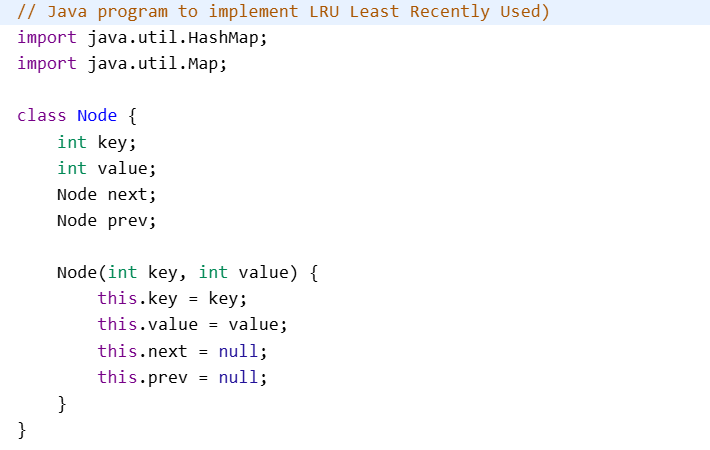 // Java program to implement LRU Least Recently Used)
import java.util.HashMap;
import java.util.Map;

class Node {
    int key;
    int value;
    Node next;
    Node prev;

    Node(int key, int value) {
        this.key = key;
        this.value = value;
        this.next = null;
        this.prev = null;
    }
}